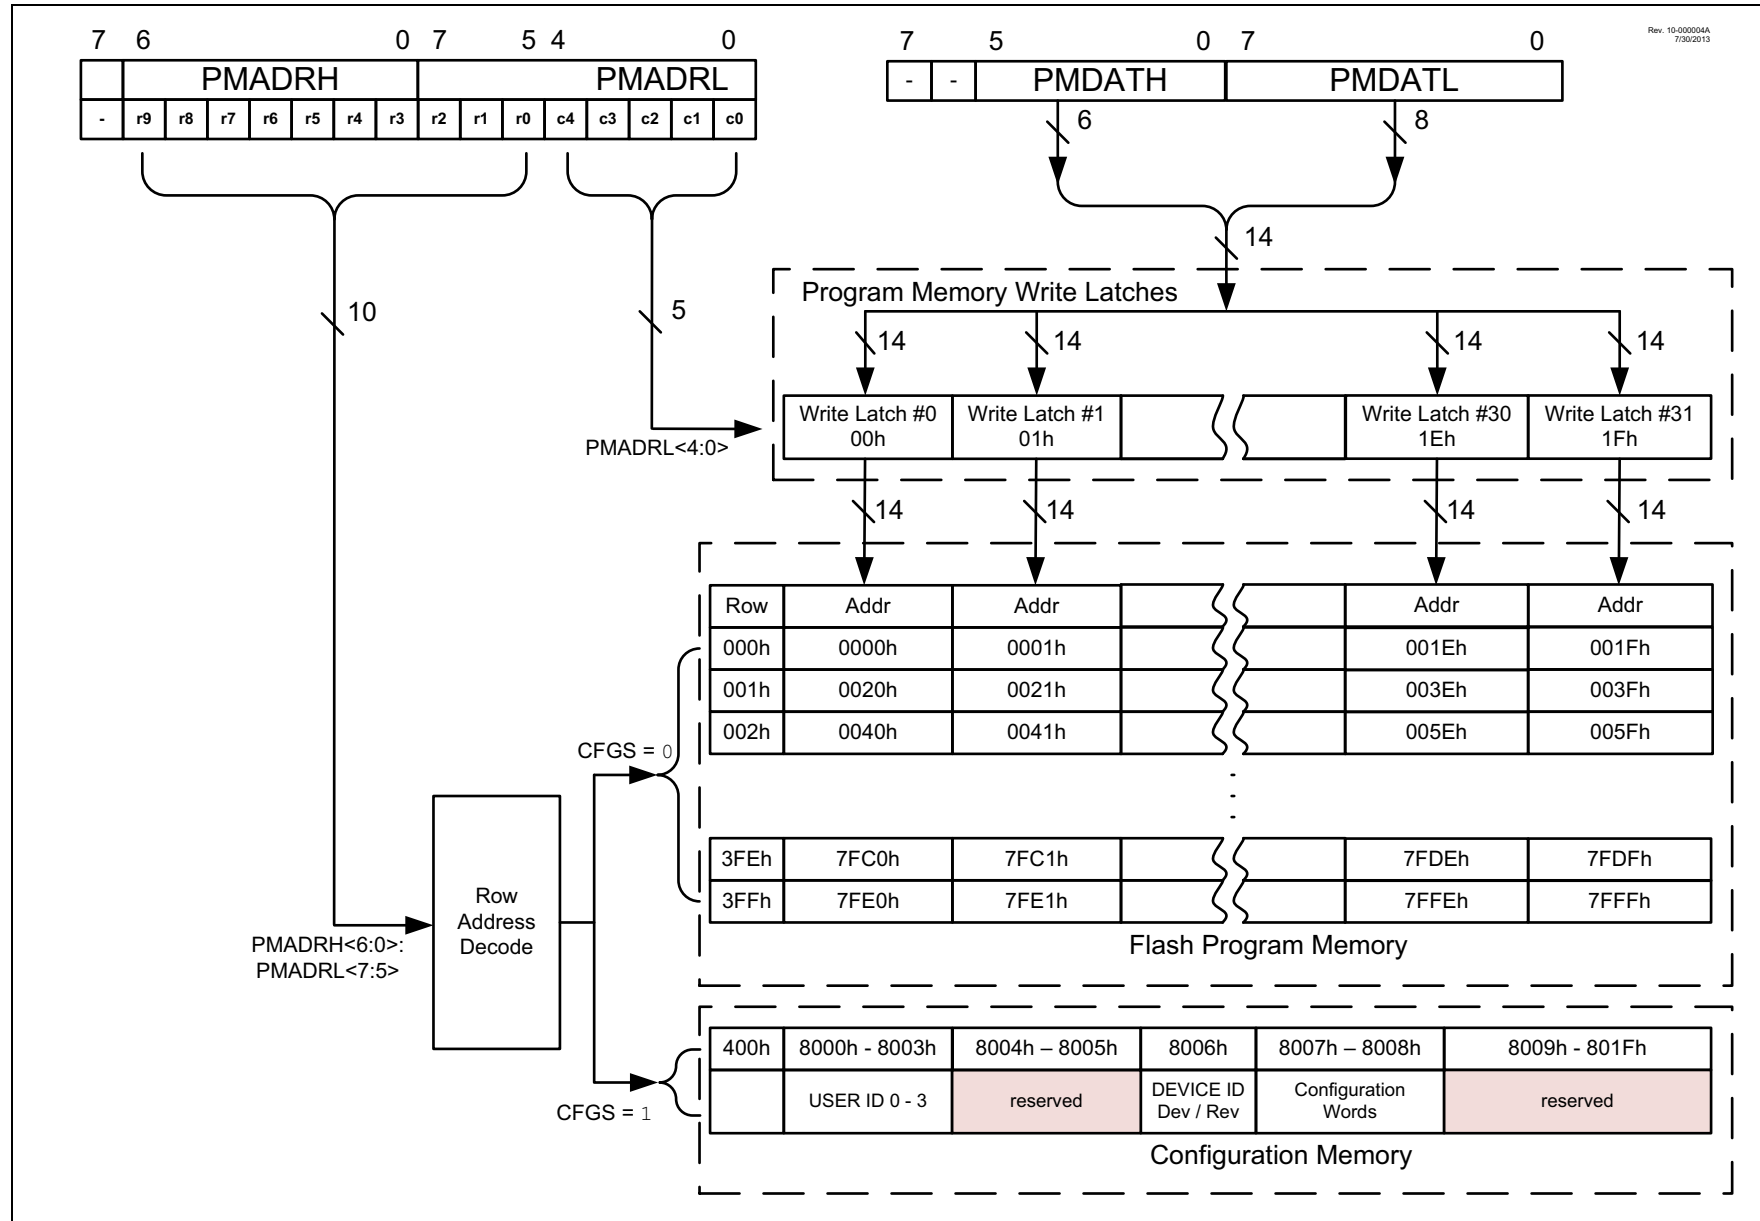 Rev. 10-000004A
7/30/2013
7 6 0 7 5 4 0
7 5 0 7 0
PMADRH PMADRL
- - PMDATH PMDATL
- r9 r8 r7 r6 r5 r4 r3 r2 r1 r0 c4 c3 c2 c1 c0
6 8
14
Program Memory Write Latches
10 5
14 14 14 14
Write Latch #0 Write Latch #1 Write Latch #30 Write Latch #31
00h 01h 1Eh 1Fh
PMADRL<4:0>
14 14 14 14
Row Addr Addr Addr Addr
000h 0000h 0001h 001Eh 001Fh
001h 0020h 0021h 003Eh 003Fh
002h 0040h 0041h 005Eh 005Fh
CFGS = 0
3FEh 7FC0h 7FC1h 7FDEh 7FDFh
3FFh 7FE0h 7FE1h 7FFEh 7FFFh
Row
Address
Decode
PMADRH<6:0>:
PMADRL<7:5>
Flash Program Memory
400h 8000h - 8003h 8004h – 8005h 8006h 8007h – 8008h 8009h - 801Fh
USER ID 0 - 3 reserved DEVICE ID Configuration reserved
Dev / Rev Words
CFGS = 1
Configuration Memory